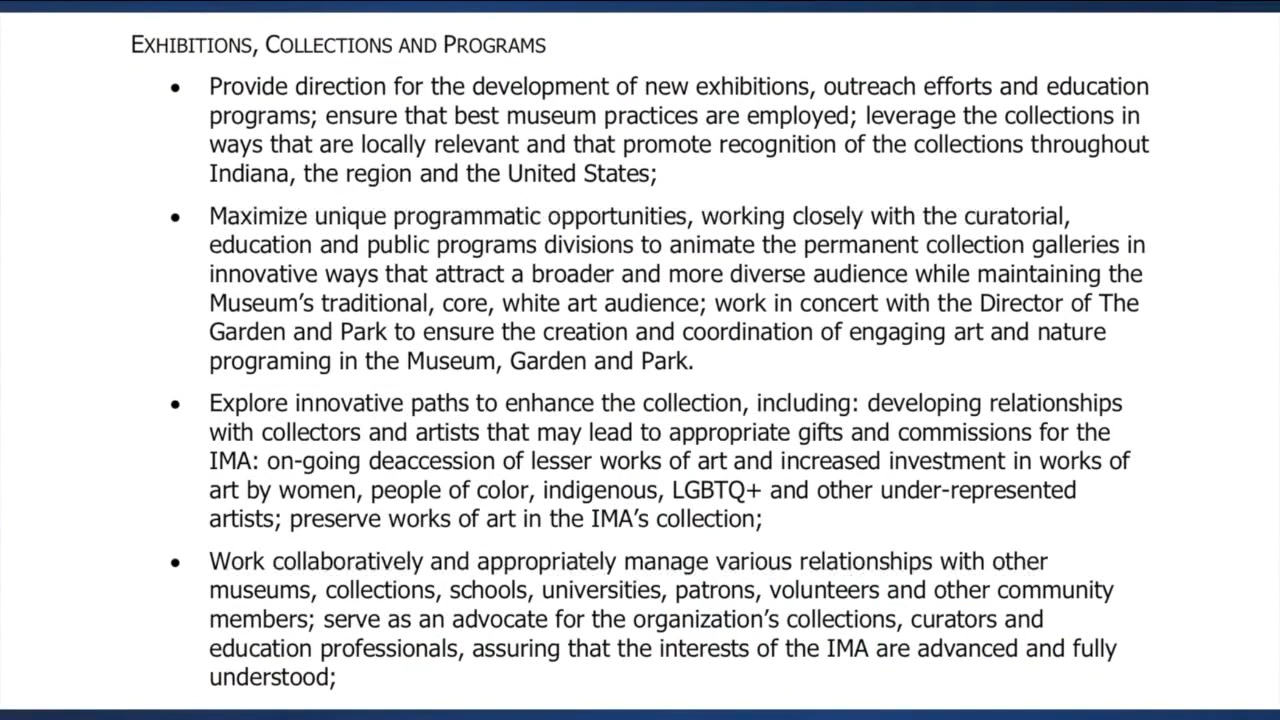 EXHIBITIONS, COLLECTIONS AND PROGRAMS
• Provide direction for the development of new exhibitions, outreach efforts and education
programs; ensure that best museum practices are employed; leverage the collections in
ways that are locally relevant and that promote recognition of the collections throughout
Indiana, the region and the United States;
• Maximize unique programmatic opportunities, working closely with the curatorial,
education and public programs divisions to animate the permanent collection galleries in
innovative ways that attract a broader and more diverse audience while maintaining the
Museum’s traditional, core, white art audience; work in concert with the Director of The
Garden and Park to ensure the creation and coordination of engaging art and nature
programing in the Museum, Garden and Park.
• Explore innovative paths to enhance the collection, including: developing relationships
with collectors and artists that may lead to appropriate gifts and commissions for the
IMA: on-going deaccession of lesser works of art and increased investment in works of
art by women, people of color, indigenous, LGBTQ+ and other under-represented
artists; preserve works of art in the IMA’s collection;
• Work collaboratively and appropriately manage various relationships with other
museums, collections, schools, universities, patrons, volunteers and other community
members; serve as an advocate for the organization’s collections, curators and
education professionals, assuring that the interests of the IMA are advanced and fully
understood;